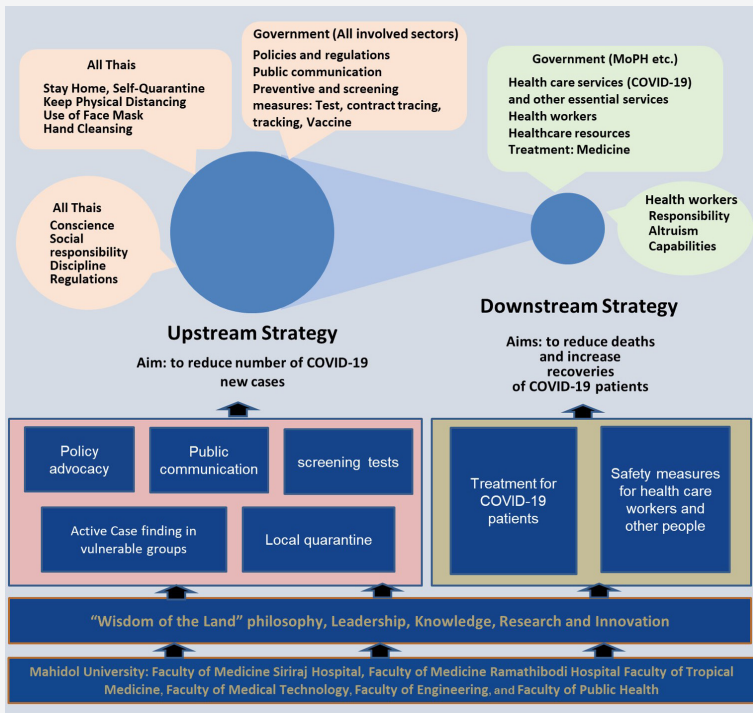 All Thais
Stay Home, Self-Quarantine
Keep Physical Distancing
Use of Face Mask
Hand Cleansing
Government (All involved sectors)
Policies and regulations
Public communication
Preventive and screening
measures: Test, contract tracing,
tracking, Vaccine
Government (MoPH etc.)
Health care services (COVID-19)
and other essential services
Health workers
Healthcare resources
Treatment: Medicine
All Thais
Conscience
Social
responsibility
Discipline
Regulations
Health workers
Responsibility
Altruism
Capabilities
Upstream Strategy
Aim: to reduce number of COVID-19
new cases
Downstream Strategy
Aims: to reduce deaths
and increase
recoveries
of COVID-19 patients
Policy
advocacy
Public
communication
screening tests
Active Case finding in
vulnerable groups
Local quarantine
Treatment for
COVID-19
patients
Safety measures
for health care
workers and
other people
“Wisdom of the Land” philosophy, Leadership, Knowledge, Research and Innovation
Mahidol University: Faculty of Medicine Siriraj Hospital, Faculty of Medicine Ramathibodi Hospital Faculty of Tropical
Medicine, Faculty of Medical Technology, Faculty of Engineering, and Faculty of Public Health